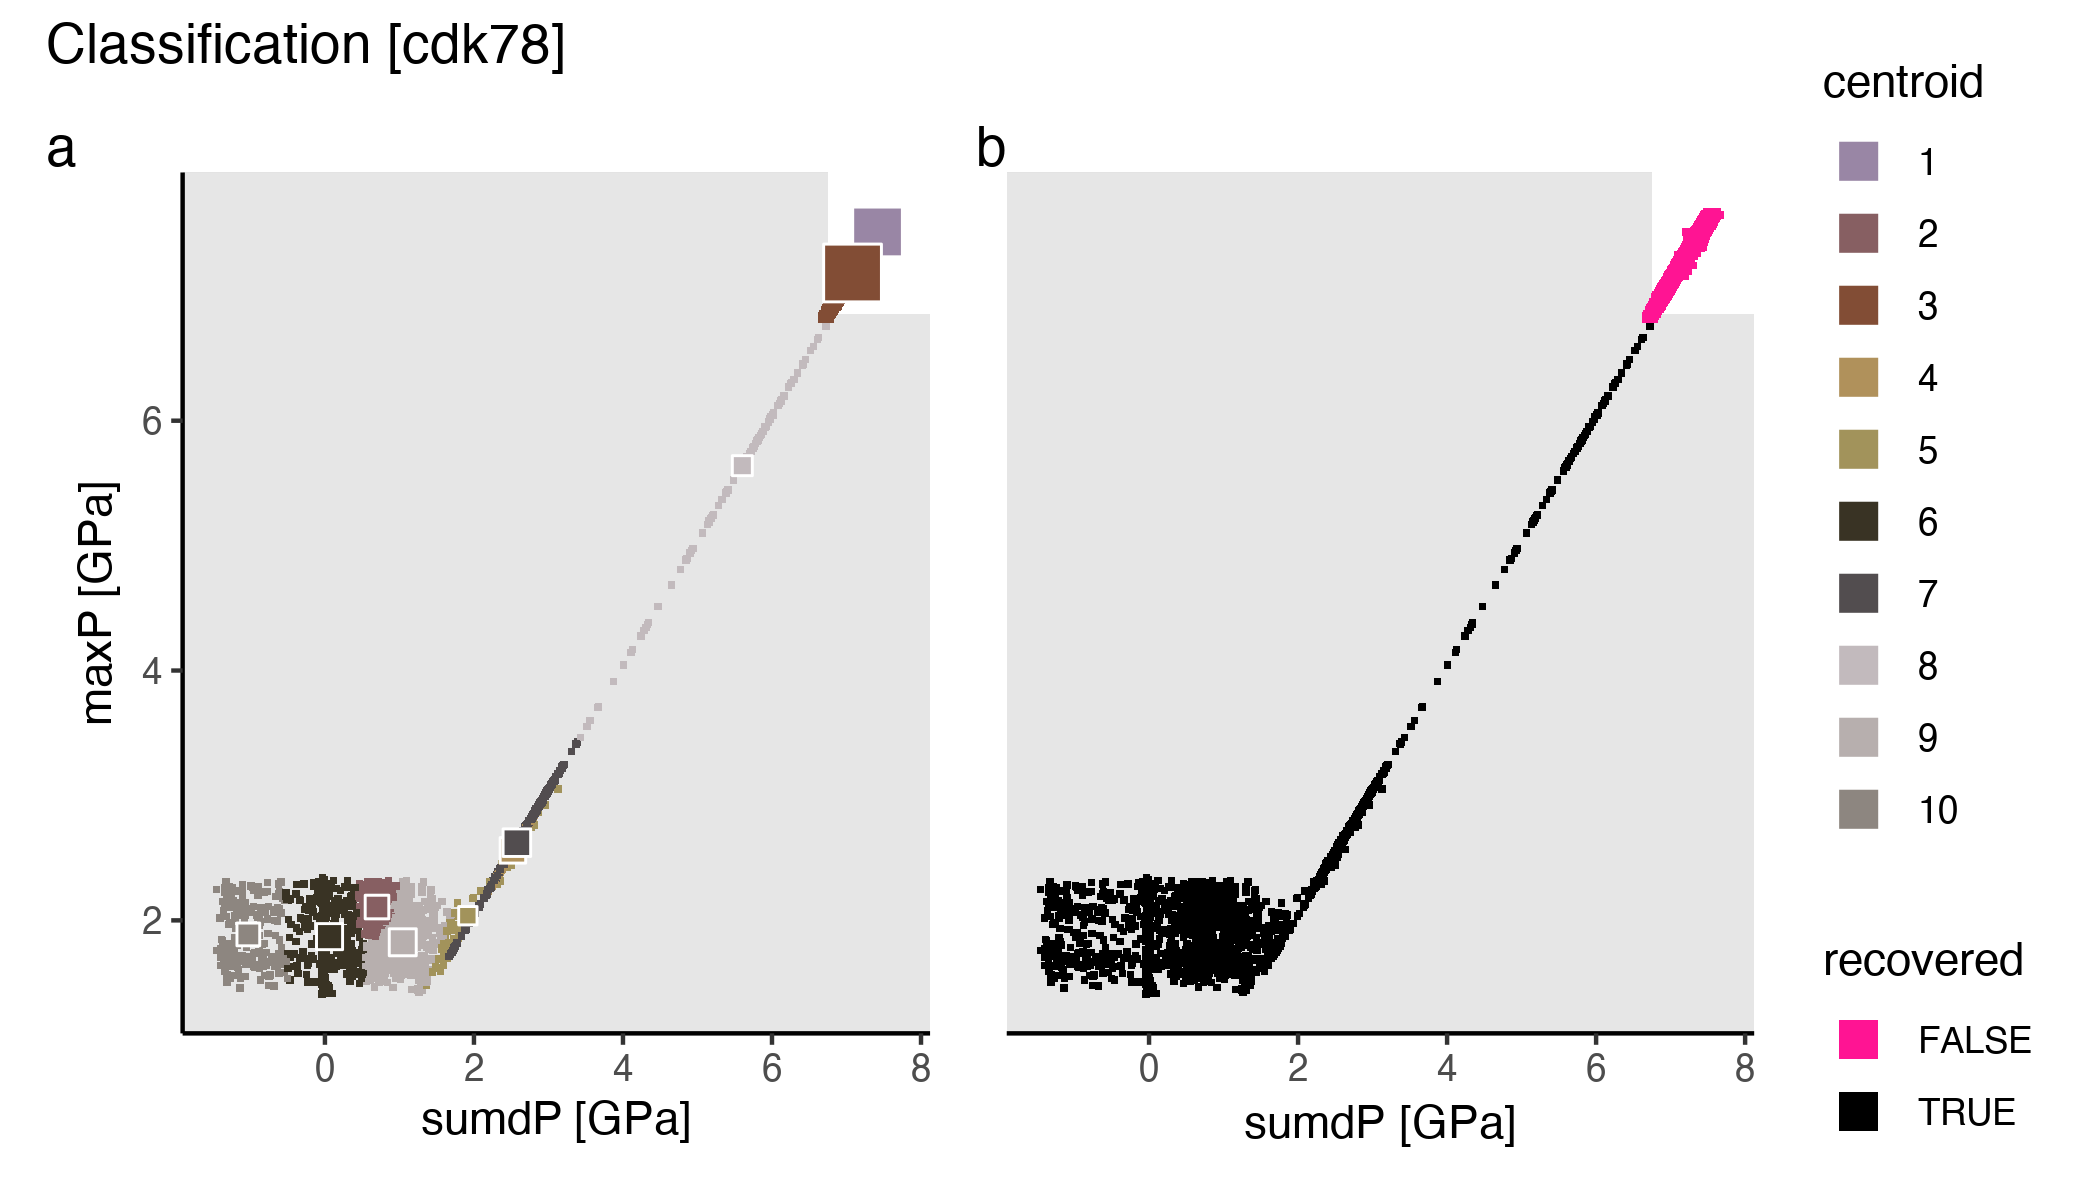 Classification [cdk78]
a
b
maxP [GPa]
6
4
2
0
2
4
6
8
sumdP [GPa]
0
2
4
6
8
sumdP [GPa]
centroid
1
2
3
4
5
6
7
8
9
10
recovered
FALSE
TRUE